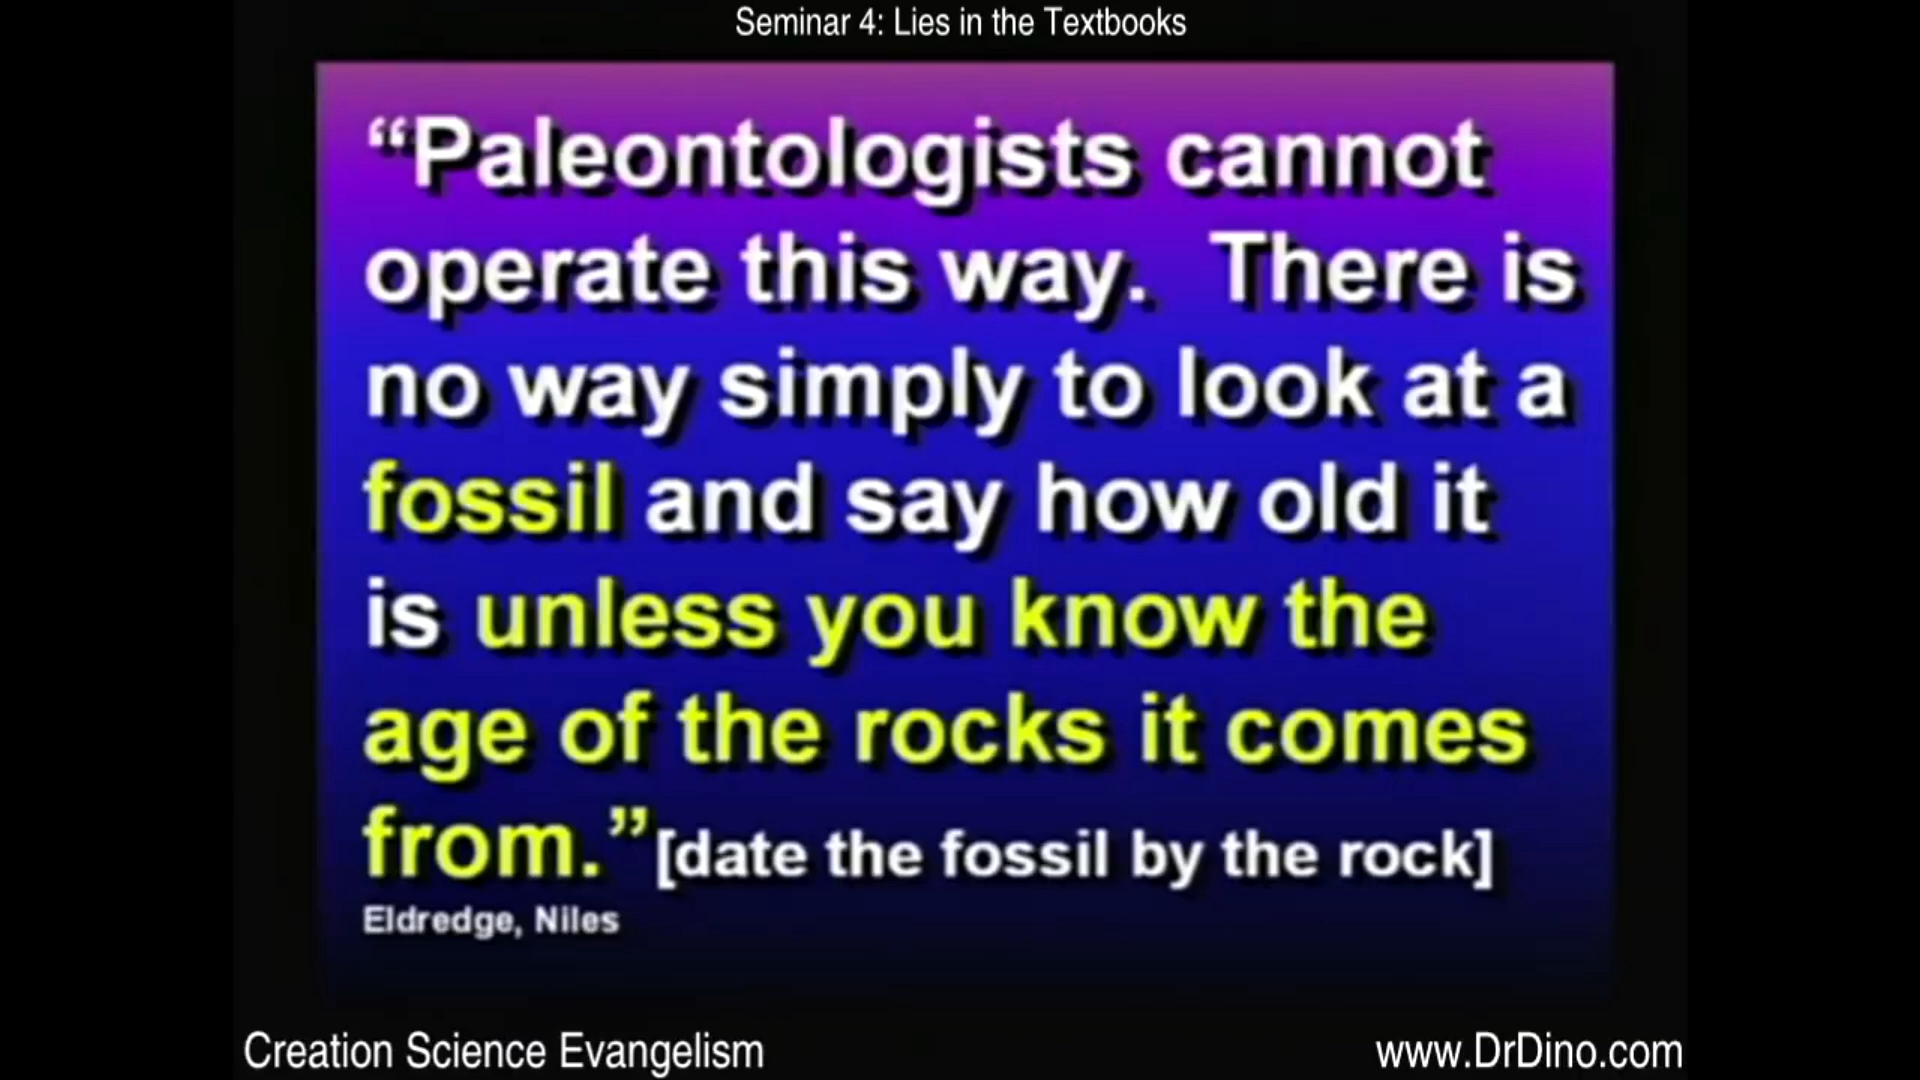 Seminar 4: Lies in the Textbooks
“Paleontologists cannot
operate this way. There is
no way simply to look at a
fossil and say how old it
is unless you know the
age of the rocks it comes
from.” [date the fossil by the rock]
Eldredge, Niles
Creation Science Evangelism
www.DrDino.com